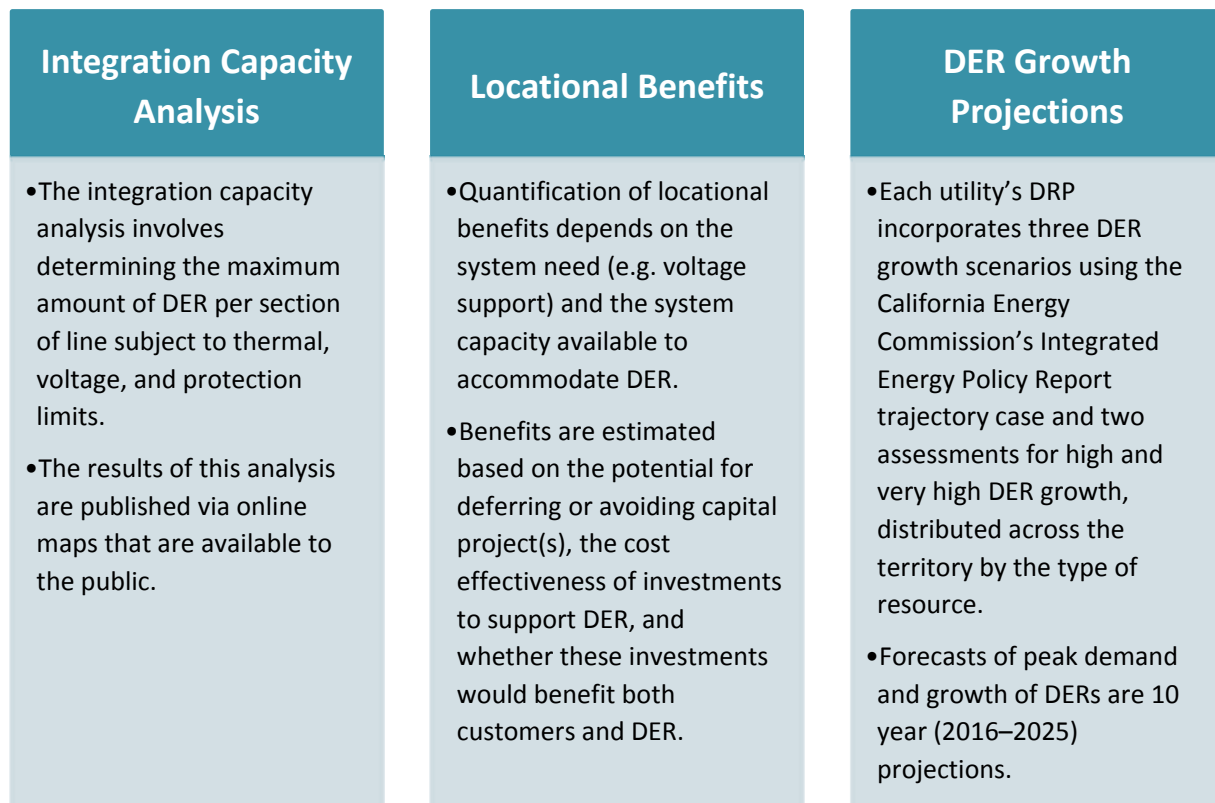 Integration Capacity
Analysis
•The integration capacity
analysis involves
determining the maximum
amount of DER per section
of line subject to thermal,
voltage, and protection
limits.
•The results of this analysis
are published via online
maps that are available to
the public.
Locational Benefits
•Quantification of locational
benefits depends on the
system need (e.g. voltage
support) and the system
capacity available to
accommodate DER.
•Benefits are estimated
based on the potential for
deferring or avoiding capital
project(s), the cost
effectiveness of investments
to support DER, and
whether these investments
would benefit both
customers and DER.
DER Growth
Projections
•Each utility’s DRP
incorporates three DER
growth scenarios using the
California Energy
Commission’s Integrated
Energy Policy Report
trajectory case and two
assessments for high and
very high DER growth,
distributed across the
territory by the type of
resource.
•Forecasts of peak demand
and growth of DERs are 10
year (2016–2025)
projections.